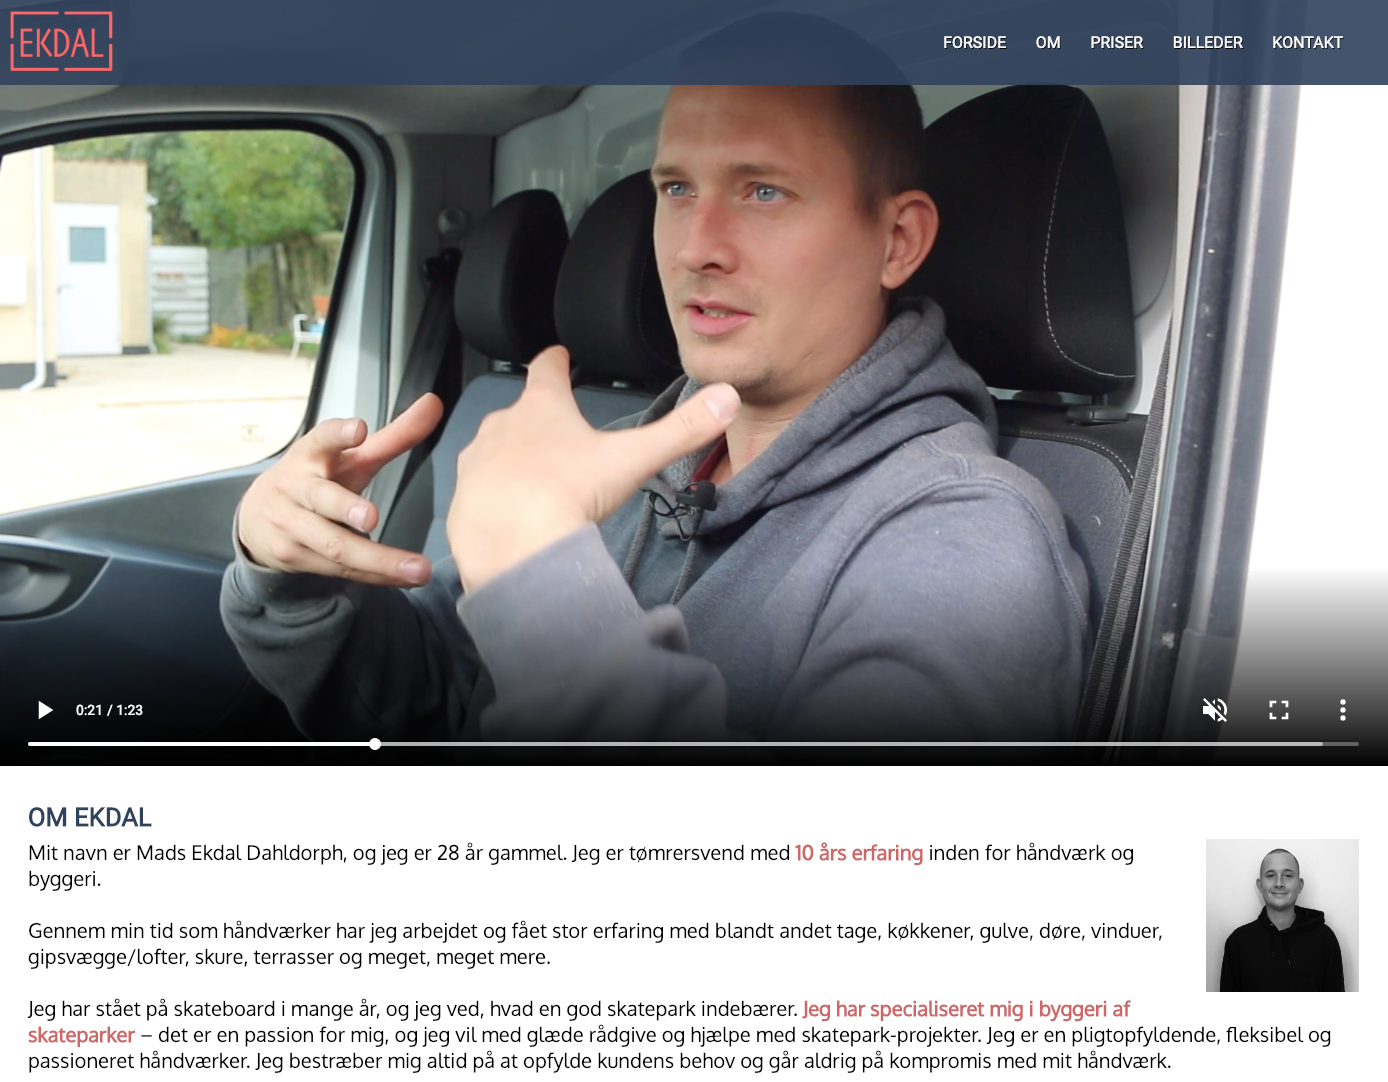 EKDAL
FORSIDE OM PRISER BILLEDER KONTAKT
0:21 / 1:23
OM EKDAL
Mit navn er Mads Ekdal Dahldorph, og jeg er 28 år gammel. Jeg er tømrersvend med 10 års erfaring inden for håndværk og
byggeri.
Gennem min tid som håndværker har jeg arbejdet og fået stor erfaring med blandt andet tage, køkkener, gulve, døre, vinduer,
gipsvægge/lofter, skure, terrasser og meget, meget mere.
Jeg har stået på skateboard i mange år, og jeg ved, hvad en god skatepark indebærer. Jeg har specialiseret mig i byggeri af
skateparker – det er en passion for mig, og jeg vil med glæde rådgive og hjælpe med skatepark-projekter. Jeg er en pligtopfyldende, fleksibel og
passioneret håndværker. Jeg bestræber mig altid på at opfylde kundens behov og går aldrig på kompromis med mit håndværk.